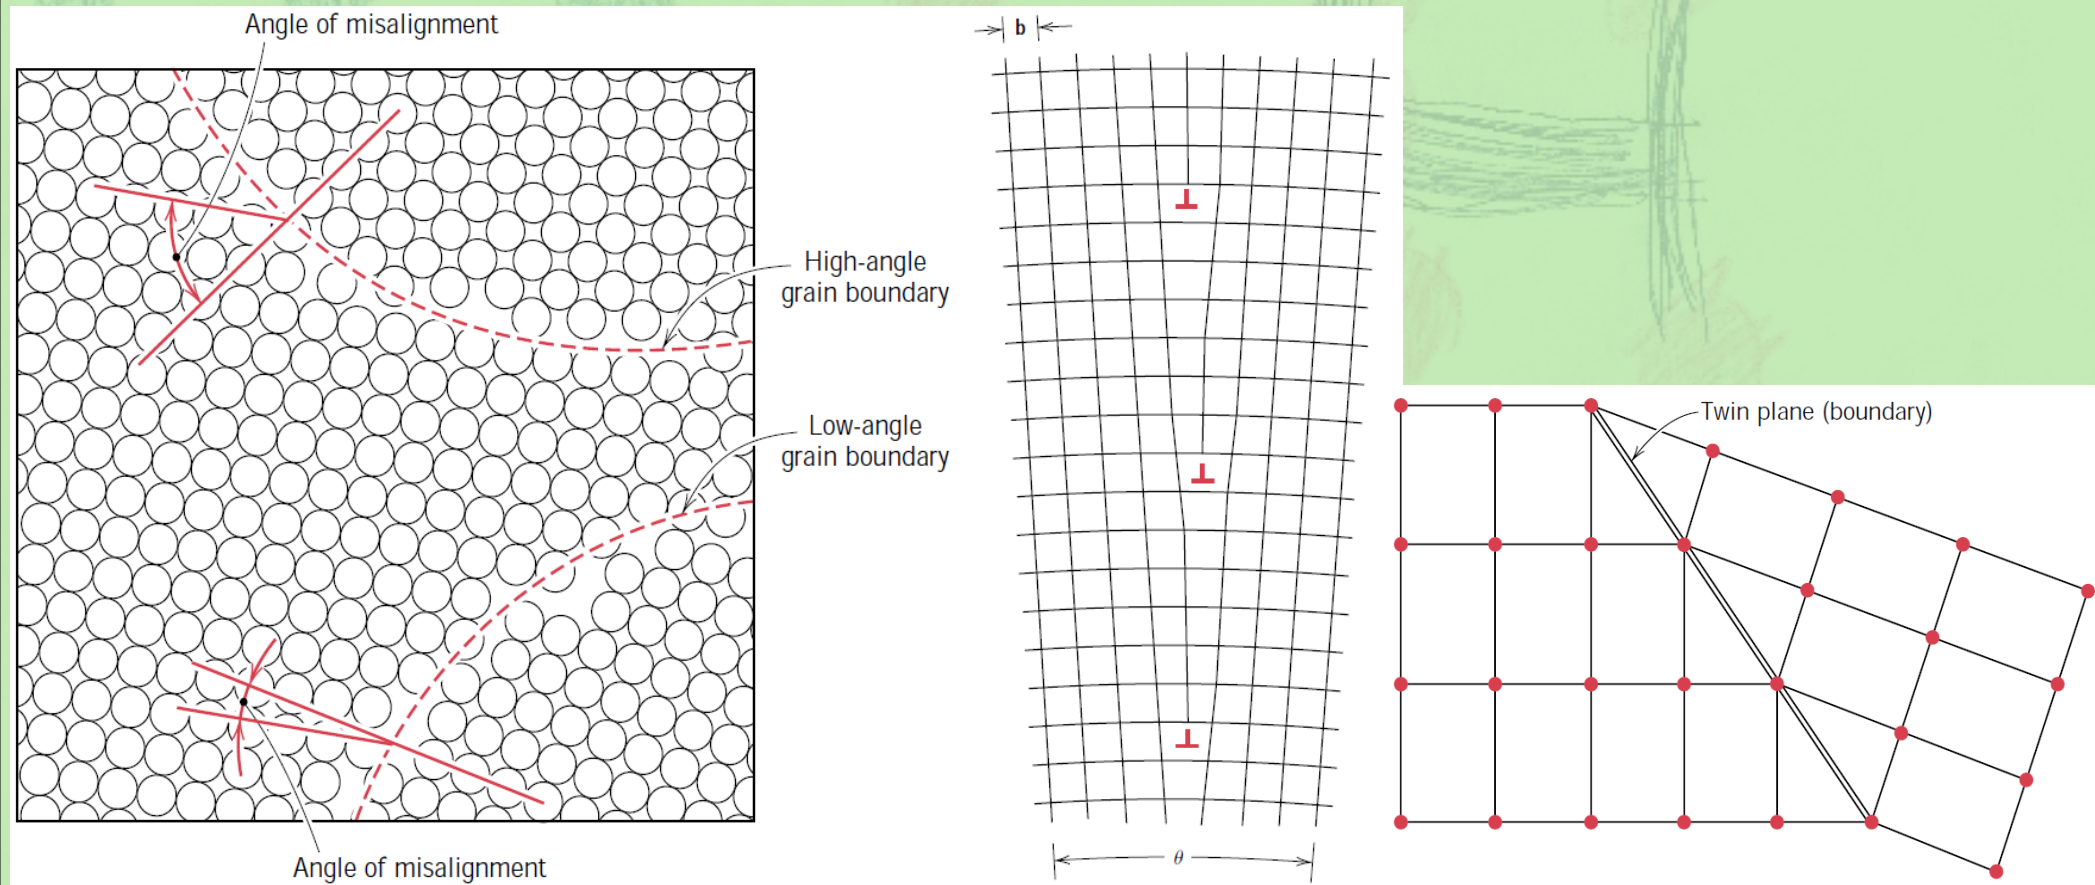 Angle of misalignment
b
High-angle
grain boundary
Low-angle
grain boundary
Angle of misalignment
θ
Twin plane (boundary)